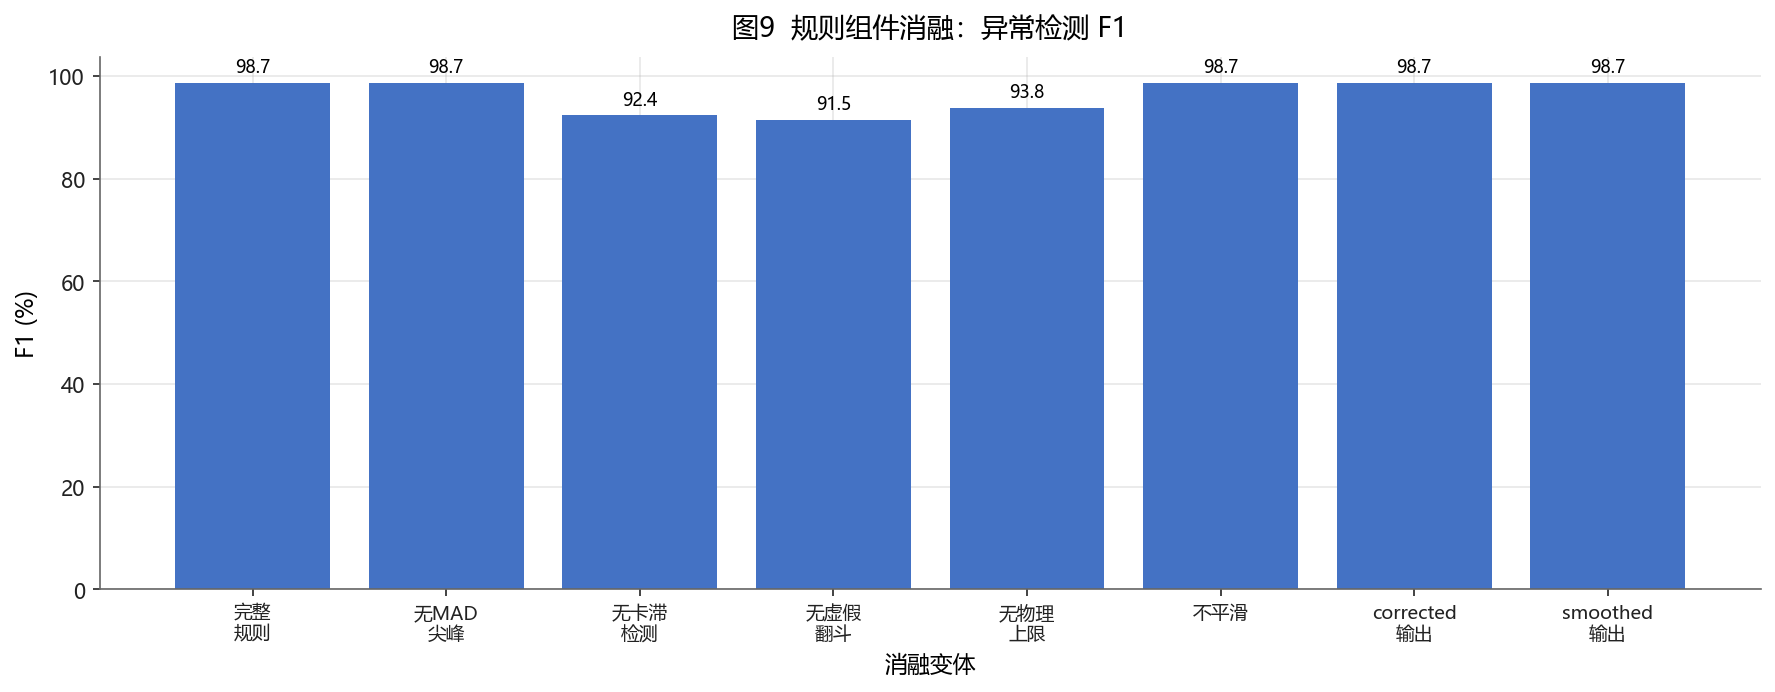 图9  规则组件消融：异常检测 F1
98.7
98.7
92.4
91.5
93.8
98.7
98.7
98.7
100
80
60
40
20
0
F1 (%)
完整
规则
无MAD
尖峰
无卡滞
检测
无虚假
翻斗
无物理
上限
不平滑
corrected
输出
smoothed
输出
消融变体